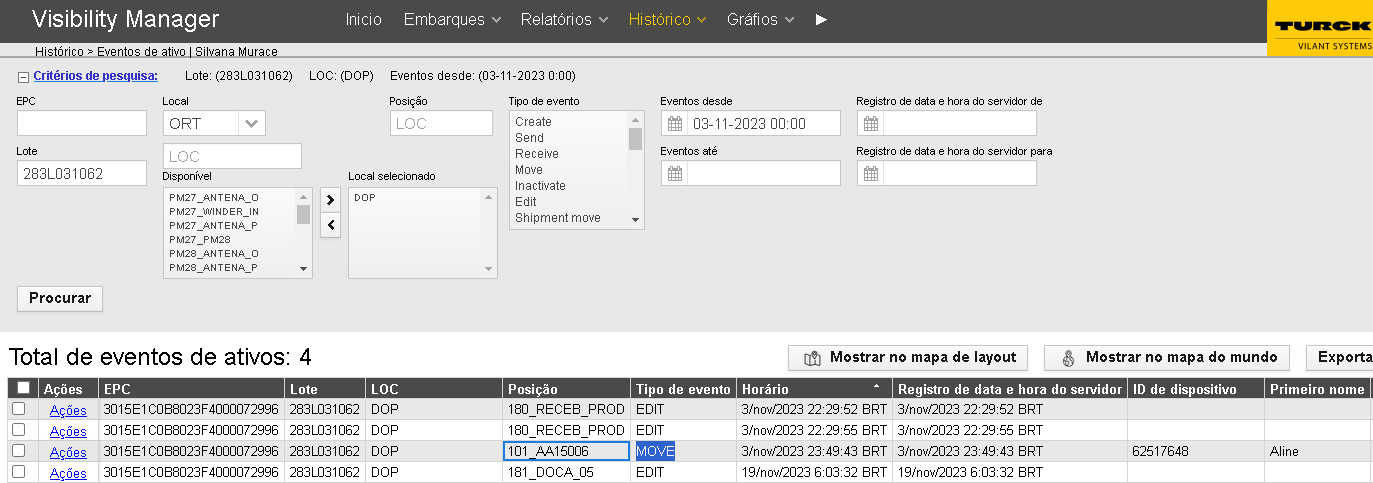 Visibility Manager Inicio Embarques Relatórios Histórico Gráfios
TURCK
VILANT SYSTEMS
Histórico > Eventos de ativo | Silvana Murace
Critérios de pesquisa: Lote: (283L031062) LOC: (DOP) Eventos desde: (03-11-2023 0:00)
EPC Local Posição Tipo de evento Eventos desde Registro de data e hora do servidor de
ORT LOC 03-11-2023 00:00
Create
Send
Receive
Move
Inactivate
Edit
Shipment move
Lote Eventos até Registro de data e hora do servidor para
283L031062 LOC
Disponível Local selecionado
PM27_ANTENA_O DOP
PM27_WINDER_IN
PM27_ANTENA_P
PM27_PM28
PM28_ANTENA_O
PM28_ANTENA_P
Procurar
Total de eventos de ativos: 4 Mostrar no mapa de layout Mostrar no mapa do mundo Exporta
Ações EPC Lote LOC Posição Tipo de evento Horário Registro de data e hora do servidor ID de dispositivo Primeiro nome
Ações 3015E1C0B8023F4000072996 283L031062 DOP 180_RECEB_PROD EDIT 3/nov/2023 22:29:52 BRT 3/nov/2023 22:29:52 BRT
Ações 3015E1C0B8023F4000072996 283L031062 DOP 180_RECEB_PROD EDIT 3/nov/2023 22:29:55 BRT 3/nov/2023 22:29:55 BRT
Ações 3015E1C0B8023F4000072996 283L031062 DOP 101_AA15006 MOVE 3/nov/2023 23:49:43 BRT 3/nov/2023 23:49:43 BRT 62517648 Aline
Ações 3015E1C0B8023F4000072996 283L031062 DOP 181_DOCA_05 EDIT 19/nov/2023 6:03:32 BRT 19/nov/2023 6:03:32 BRT